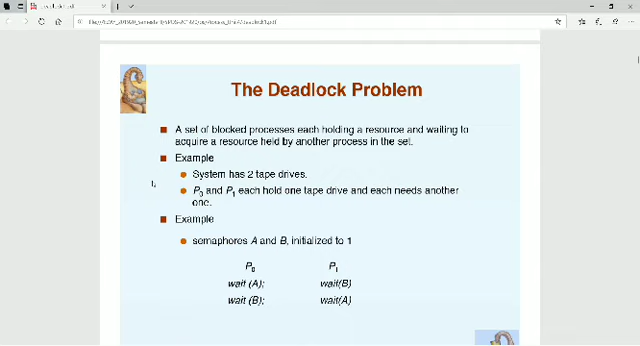 The Deadlock Problem
A set of blocked processes each holding a resource and waiting to
acquire a resource held by another process in the set.
Example
System has 2 tape drives.
P0 and P1 each hold one tape drive and each needs another
one.
Example
semaphores A and B, initialized to 1
P0 P1
wait (A); wait(B)
wait (B); wait(A)